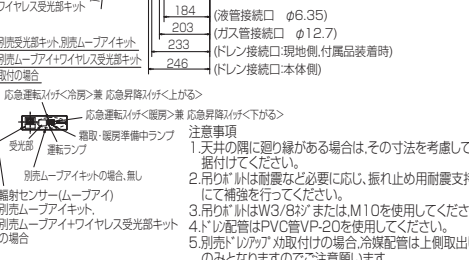 ワイヤレス受光部キット
184 (液管接続口 φ6.35)
203 (ガス管接続口 φ12.7)
233 (ドレン接続口:現地側,付属品装着時)
246 (ドレン接続口:本体側)
別売受光部キット,別売ムーブアイキット
別売ムーブアイ+ワイヤレス受光部キット
取付の場合
応急運転スイッチ<冷房>兼 応急昇降スイッチ<上がる>
応急運転スイッチ<暖房>兼 応急昇降スイッチ<下がる>
霜取・暖房準備中ランプ
受光部
運転ランプ
別売ムーブアイキットの場合,無し
輻射センサー(ムーブアイ)
別売ムーブアイキット,
別売ムーブアイ+ワイヤレス受光部キット
の場合
注意事項
1.天井の隅に廻り縁がある場合は,その寸法を考慮して
据付けてください。
2.吊りボルトは耐震など必要に応じ,振れ止め用耐震支持
にて補強を行ってください。
3.吊りボルトはW3/8ネジまたは,M10を使用してくださ
4.ドレン配管はPVC管VP-20を使用してください。
5.別売ドレンアップメカ取付けの場合,冷媒配管は上側取出
のみとなりますのでご注意願います